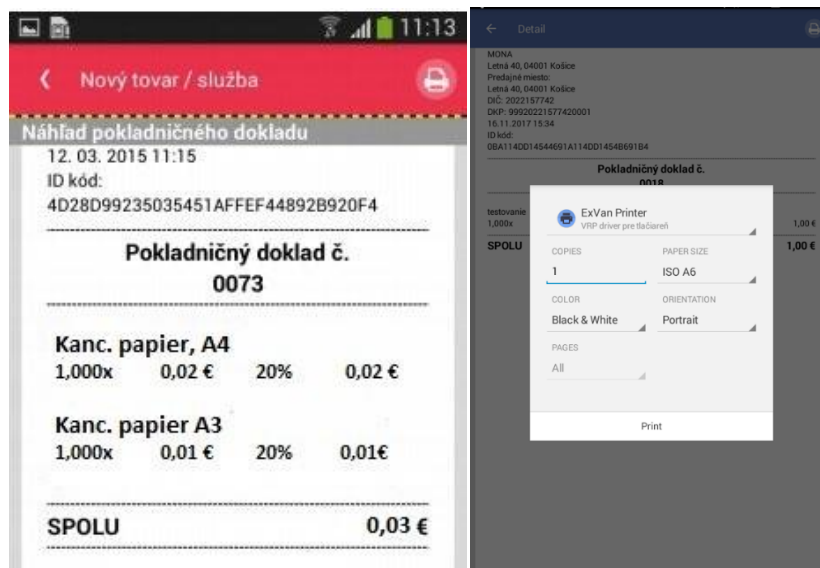 11:13
Nový tovar / služba
Náhľad pokladničného dokladu
12. 03. 2015 11:15
ID kód:
4D28D99235035451AFFEF44892B920F4
Pokladničný doklad č.
0073
Kanc. papier, A4
1,000x 0,02 € 20% 0,02 €
Kanc. papier A3
1,000x 0,01 € 20% 0,01€
SPOLU 0,03 €
Detail
MONA
Letná 40, 04001 Košice
Predajné miesto:
Letná 40, 04001 Košice
DIČ: 2022157742
DKP: 99920221577420001
16.11.2017 15:34
ID kód:
0BA114DD14544691A114DD1454B691B4
Pokladničný doklad č.
0018
testovanie
1,000x 1,00 €
SPOLU 1,00 €
ExVan Printer
VRP driver pre tlačiareň
COPIES PAPER SIZE
1 ISO A6
COLOR ORIENTATION
Black & White Portrait
PAGES
All
Print